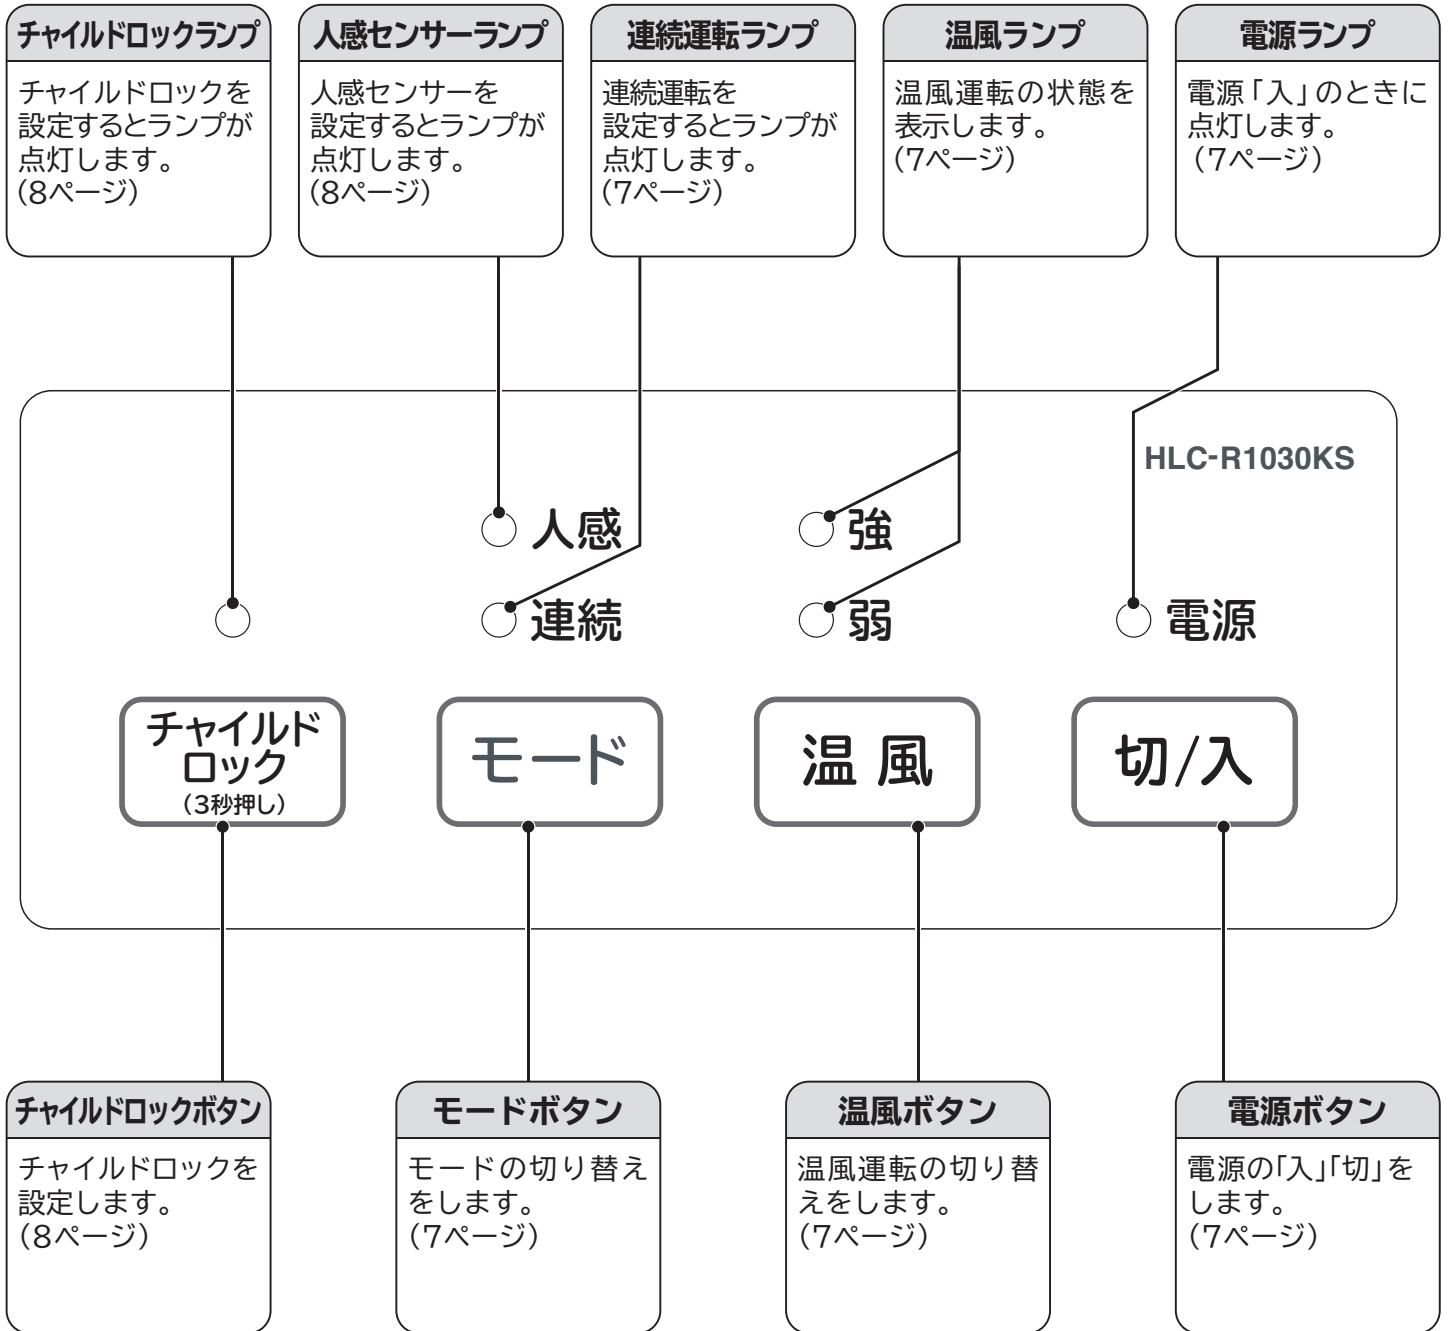 チャイルドロックランプ
チャイルドロックを
設定するとランプが
点灯します。
(8ページ)
人感センサーランプ
人感センサーを
設定するとランプが
点灯します。
(8ページ)
連続運転ランプ
連続運転を
設定するとランプが
点灯します。
(7ページ)
温風ランプ
温風運転の状態を
表示します。
(7ページ)
電源ランプ
電源「入」のときに
点灯します。
(7ページ)
HLC-R1030KS
人感
強
連続
弱
電源
チャイルド
ロック
(3秒押し)
モード
温風
切/入
チャイルドロックボタン
チャイルドロックを
設定します。
(8ページ)
モードボタン
モードの切り替え
をします。
(7ページ)
温風ボタン
温風運転の切り替
えをします。
(7ページ)
電源ボタン
電源の「入」「切」を
します。
(7ページ)